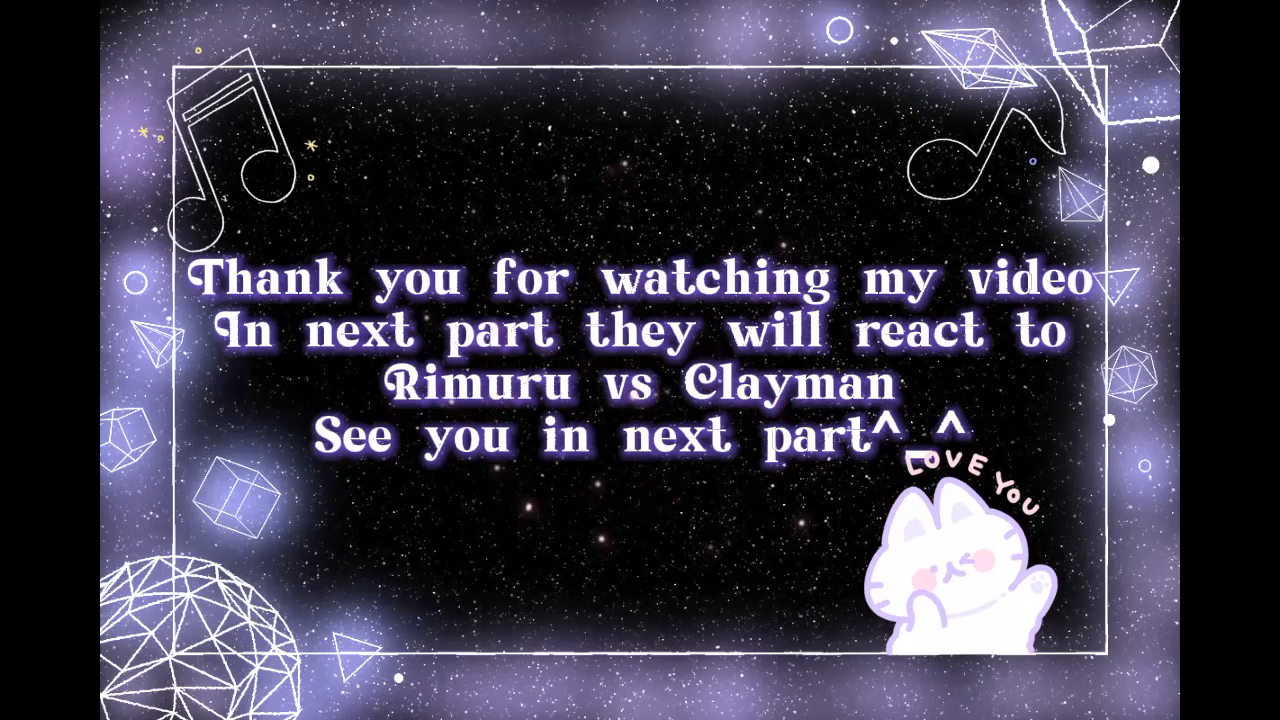 Thank you for watching my video
In next part they will react to
Rimuru vs Clayman
See you in next part^_^
LOVE YOU